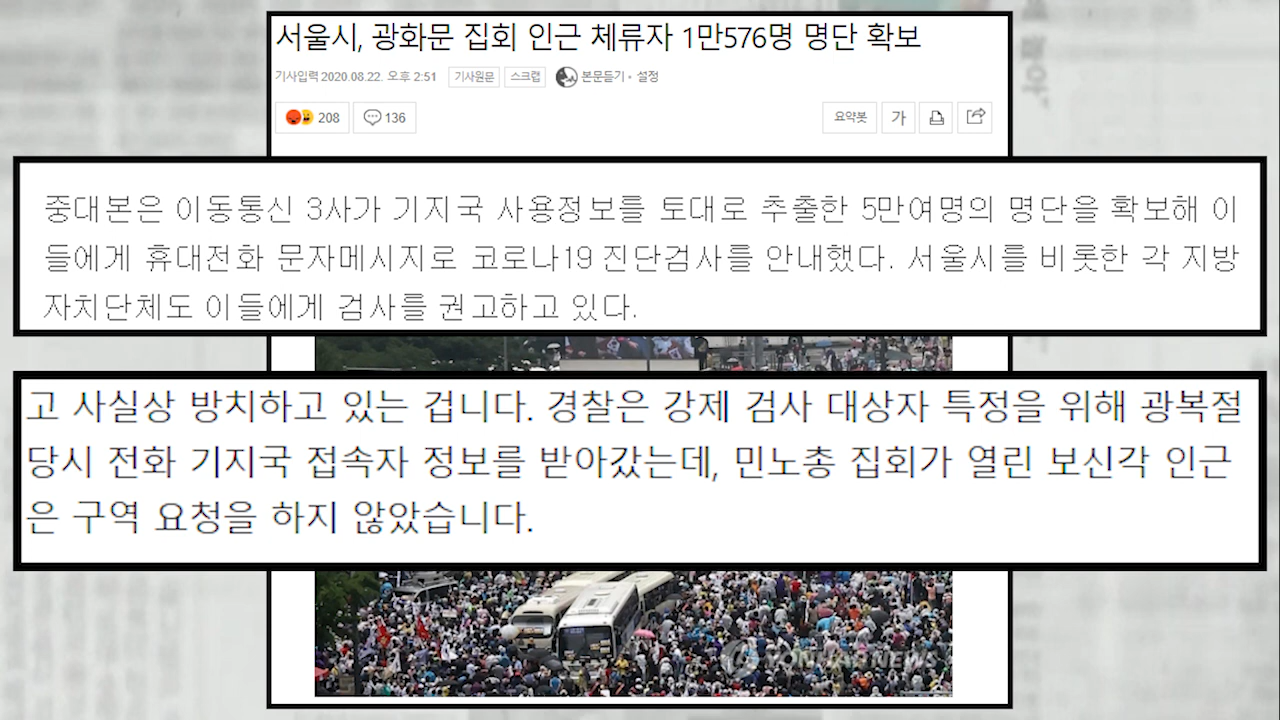 서울시, 광화문 집회 인근 체류자 1만576명 명단 확보
기사입력 2020.08.22. 오후 2:51 기사원문 스크랩 본문듣기 · 설정
208 136 요약봇 가
중대본은 이동통신 3사가 기지국 사용정보를 토대로 추출한 5만여명의 명단을 확보해 이
들에게 휴대전화 문자메시지로 코로나19 진단검사를 안내했다. 서울시를 비롯한 각 지방
자치단체도 이들에게 검사를 권고하고 있다.
고 사실상 방치하고 있는 겁니다. 경찰은 강제 검사 대상자 특정을 위해 광복절
당시 전화 기지국 접속자 정보를 받아갔는데, 민노총 집회가 열린 보신각 인근
은 구역 요청을 하지 않았습니다.
YONHAP NEWS